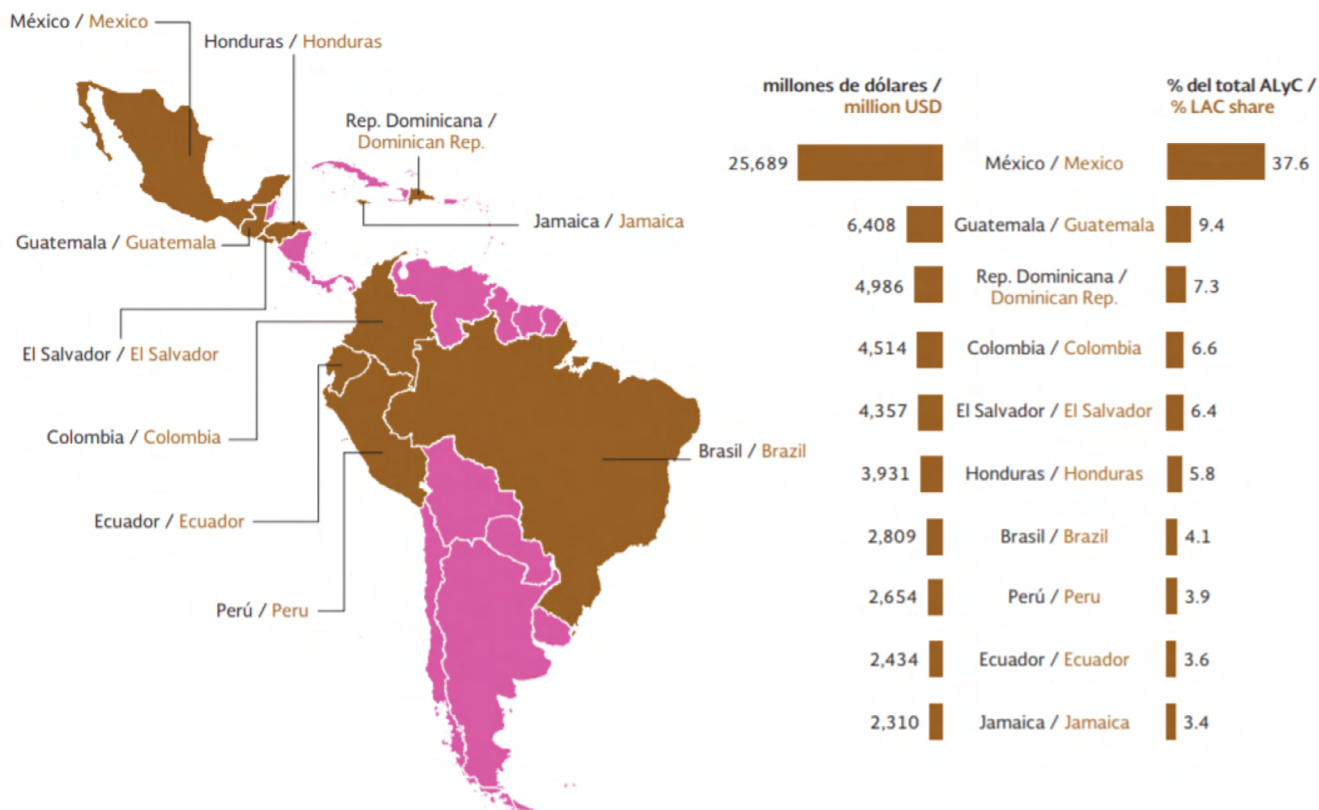 México / Mexico
Honduras / Honduras
Rep. Dominicana /
Dominican Rep.
Jamaica / Jamaica
Guatemala / Guatemala
El Salvador / El Salvador
Colombia / Colombia
Brasil / Brazil
Ecuador / Ecuador
Perú / Peru
millones de dólares /
million USD
% del total ALyC /
% LAC share
25,689 México / Mexico 37.6
6,408 Guatemala / Guatemala 9.4
4,986 Rep. Dominicana / 7.3
Dominican Rep.
4,514 Colombia / Colombia 6.6
4,357 El Salvador / El Salvador 6.4
3,931 Honduras / Honduras 5.8
2,809 Brasil / Brazil 4.1
2,654 Perú / Peru 3.9
2,434 Ecuador / Ecuador 3.6
2,310 Jamaica / Jamaica 3.4